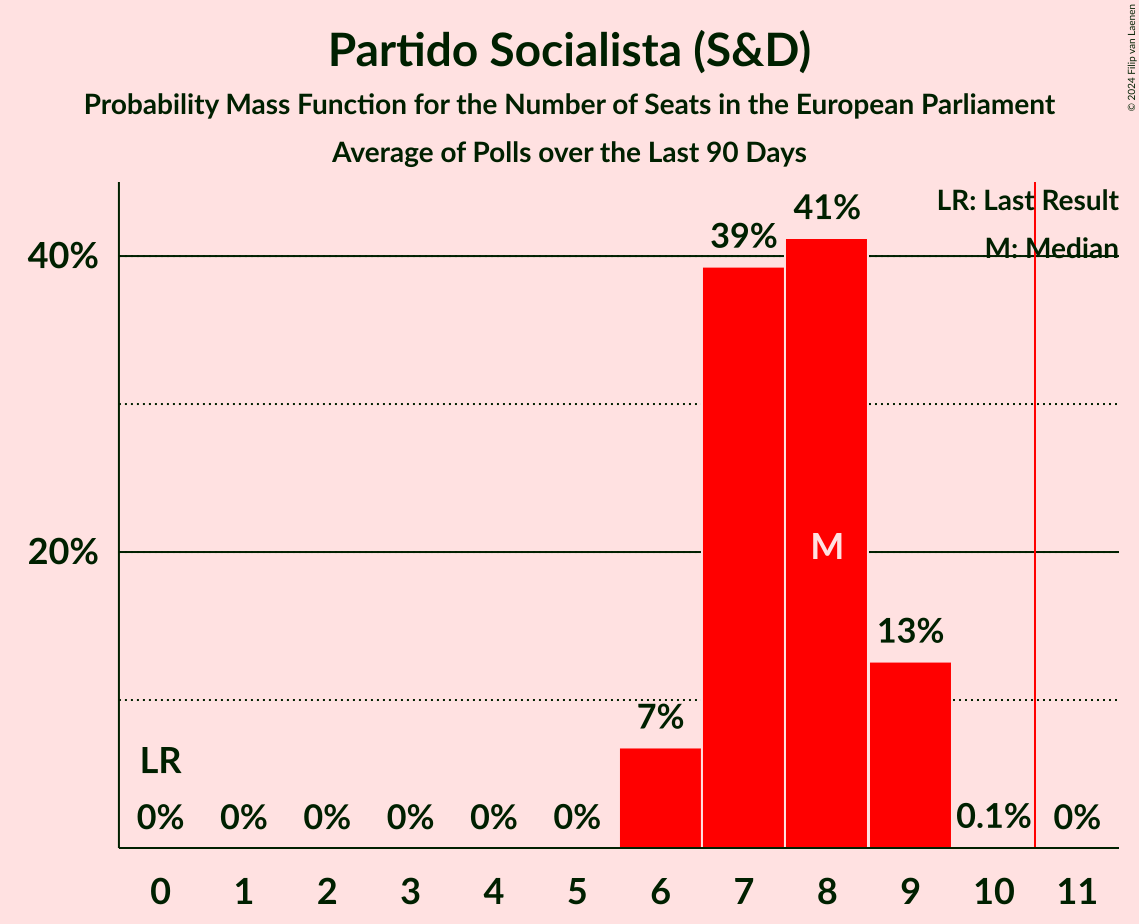 Partido Socialista (S&D)
Probability Mass Function for the Number of Seats in the European Parliament
Average of Polls over the Last 90 Days
© 2024 Filip van Laenen
LR: Last Result
M: Median
40%
20%
LR
0%
0%
0%
0%
0%
0%
7%
39%
41%
M
13%
0.1%
0%
0 1 2 3 4 5 6 7 8 9 10 11